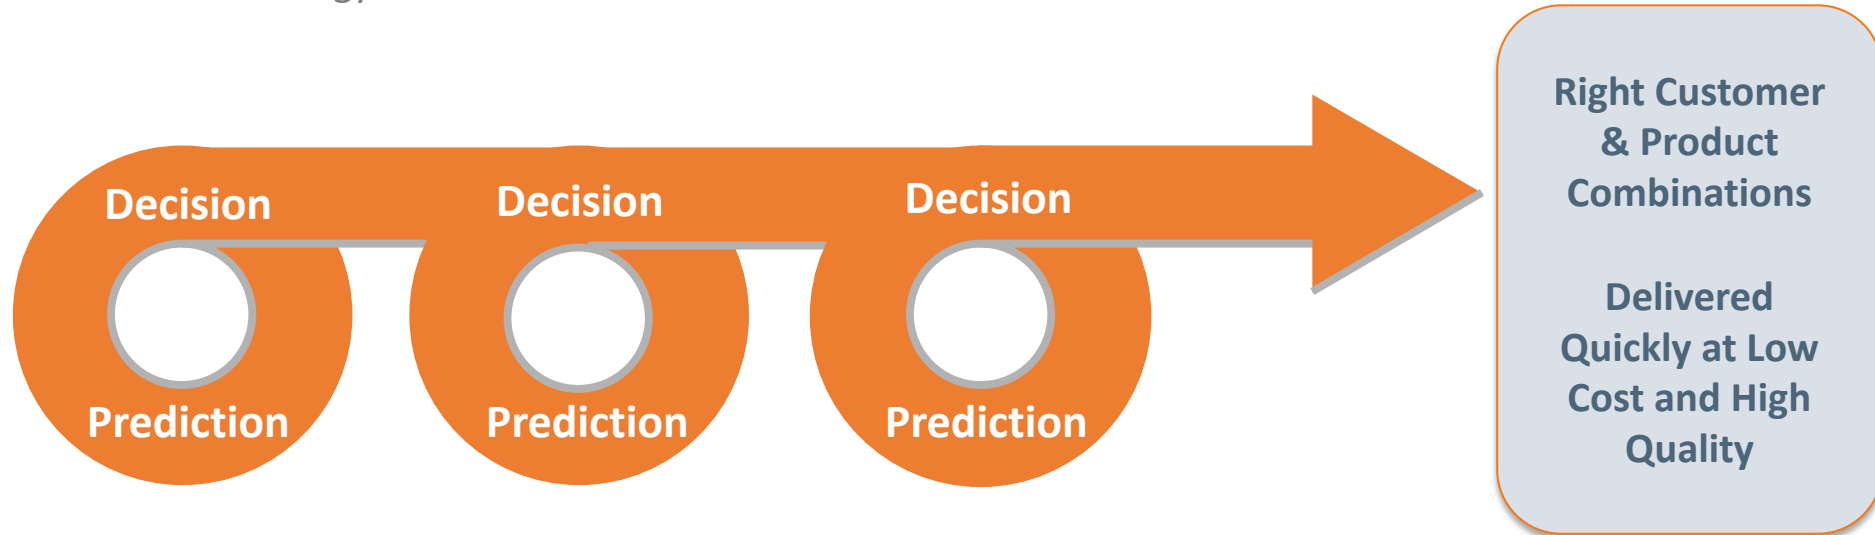 Decision
Decision
Decision
Prediction
Prediction
Prediction
Right Customer
& Product
Combinations
Delivered
Quickly at Low
Cost and High
Quality